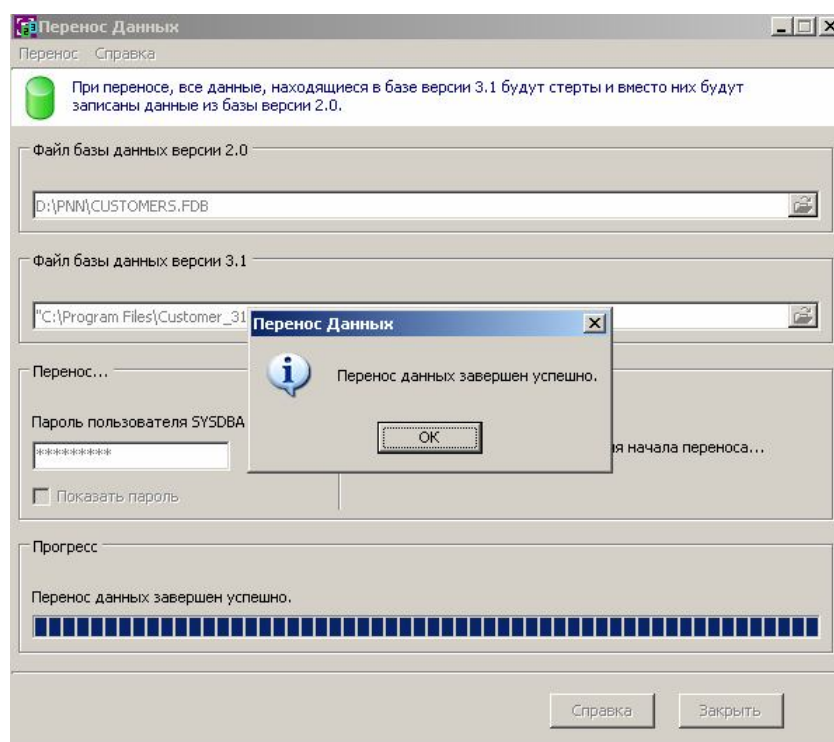 Перенос Данных
Перенос Справка
При переносе, все данные, находящиеся в базе версии 3.1 будут стерты и вместо них будут
записаны данные из базы версии 2.0.
Файл базы данных версии 2.0
D:\PNN\CUSTOMERS.FDB
Файл базы данных версии 3.1
"C:\Program Files\Customer_31
Перенос Данных
Перенос данных завершен успешно.
OK
Перенос...
Пароль пользователя SYSDBA
*********
начала переноса...
Показать пароль
Прогресс
Перенос данных завершен успешно.
Справка Закрыть